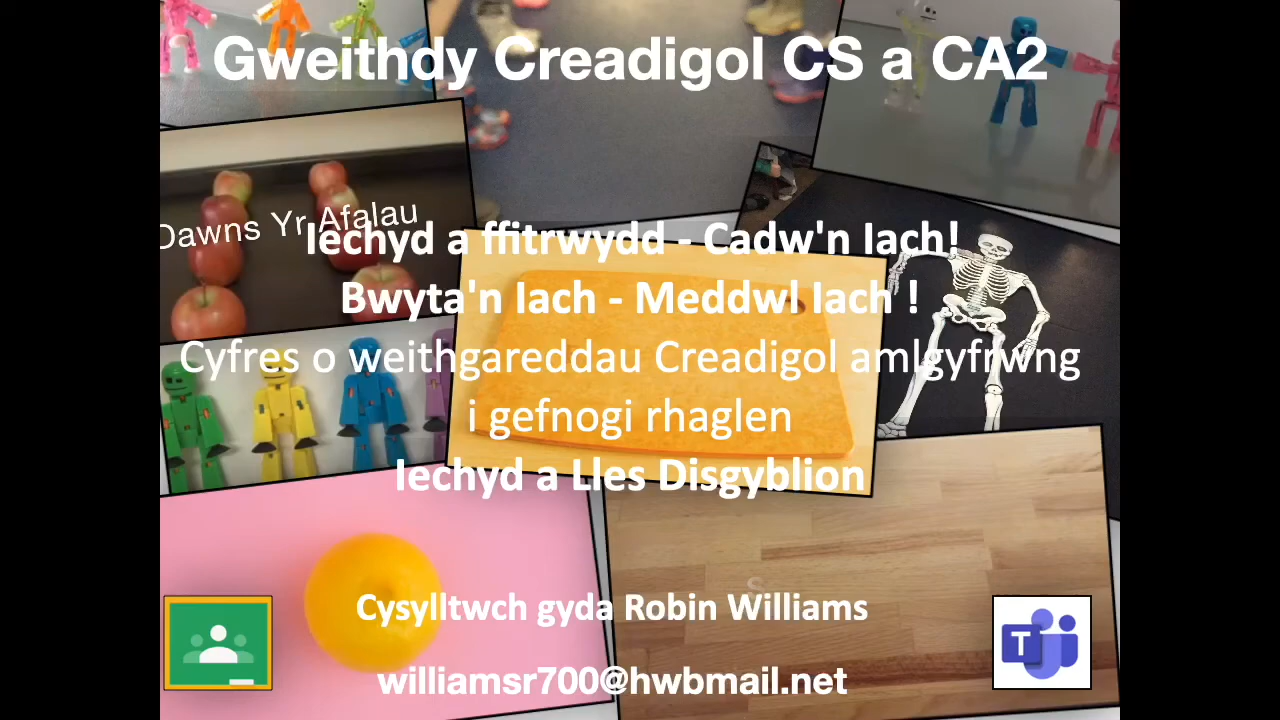 Gweithdy Creadigol CS a CA2
Dawns Yr Afalau
Iechyd a ffitrwydd - Cadw'n Iach!
Bwyta'n Iach - Meddwl Iach !
Cyfres o weithgareddau Creadigol amlgyfrwng
i gefnogi rhaglen
Iechyd a Lles Disgyblion
s
Cysylltwch gyda Robin Williams
T
williamsr700@hwbmail.net